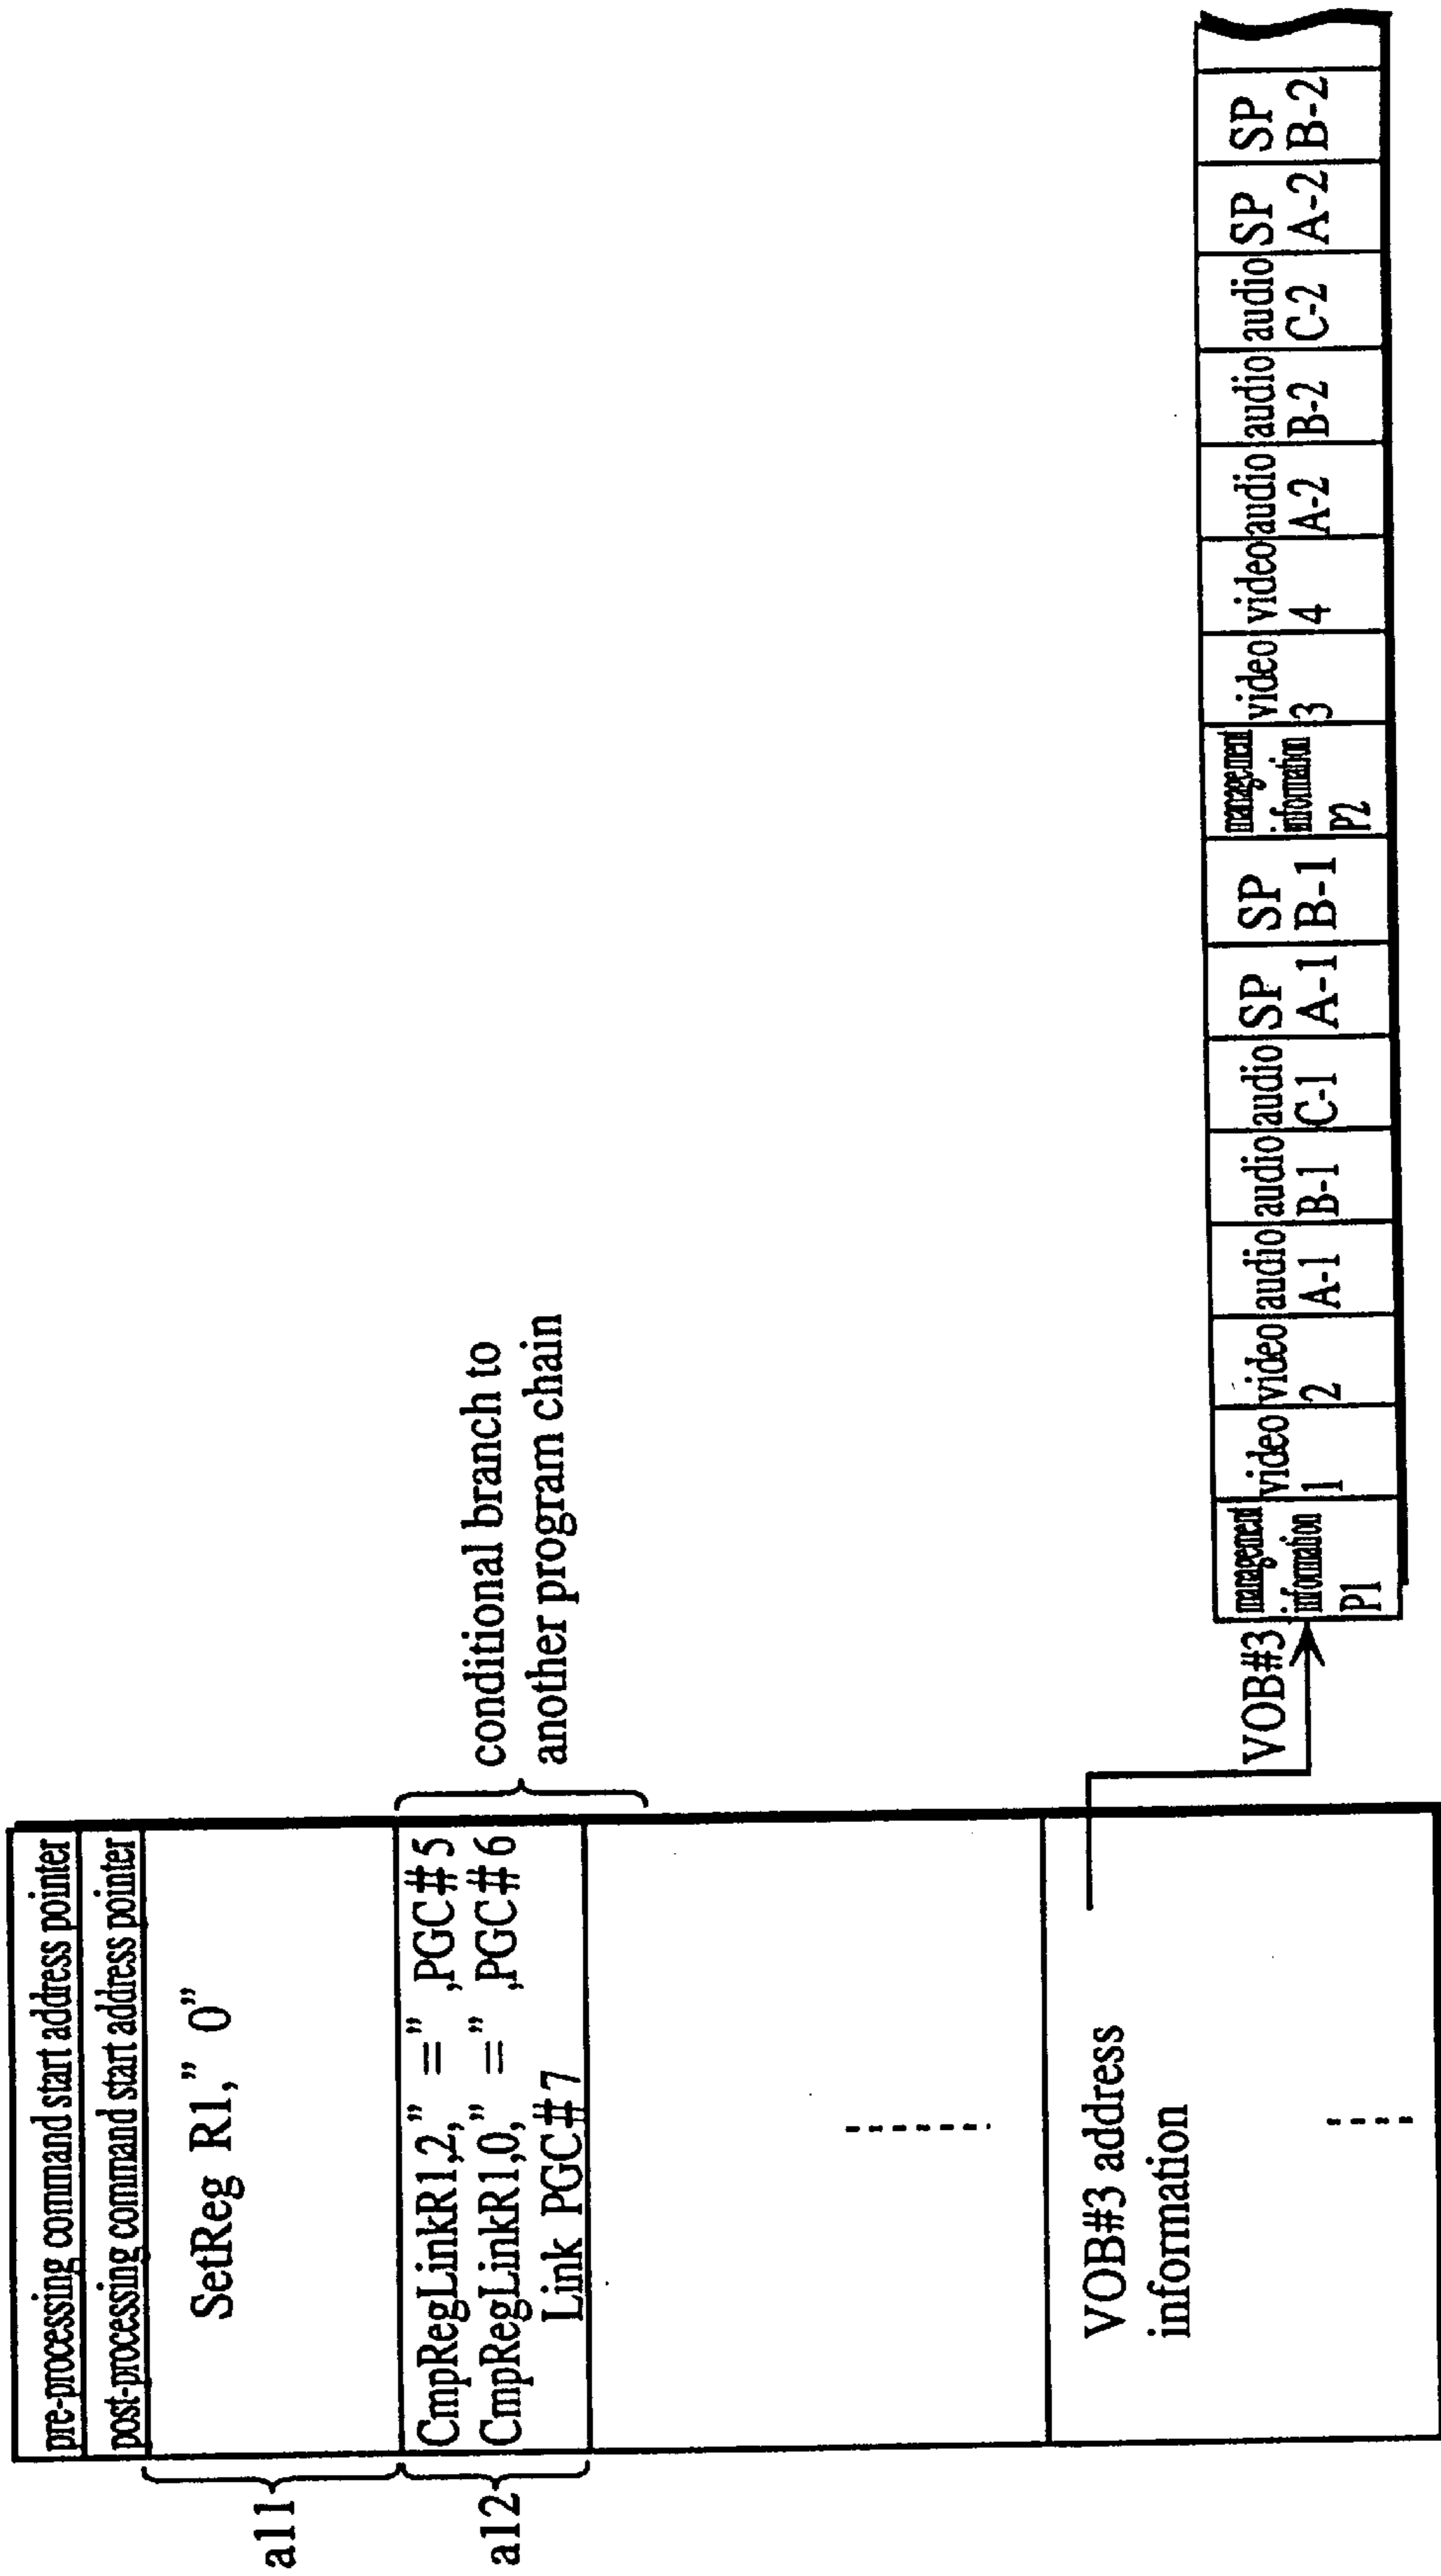 pre-processing command start address pointer
post-processing command start address pointer
a11
SetReg R1," 0"
a12
CmpRegLinkR1,2," =" ,PGC#5
CmpRegLinkR1,0," =" ,PGC#6
Link PGC#7
conditional branch to
another program chain
VOB#3 address
information
VOB#3
management
information
P1
video
1
video
2
audio
A-1
audio
B-1
audio
C-1
SP
A-1
SP
B-1
management
information
P2
video
3
video
4
audio
A-2
audio
B-2
audio
C-2
SP
A-2
SP
B-2